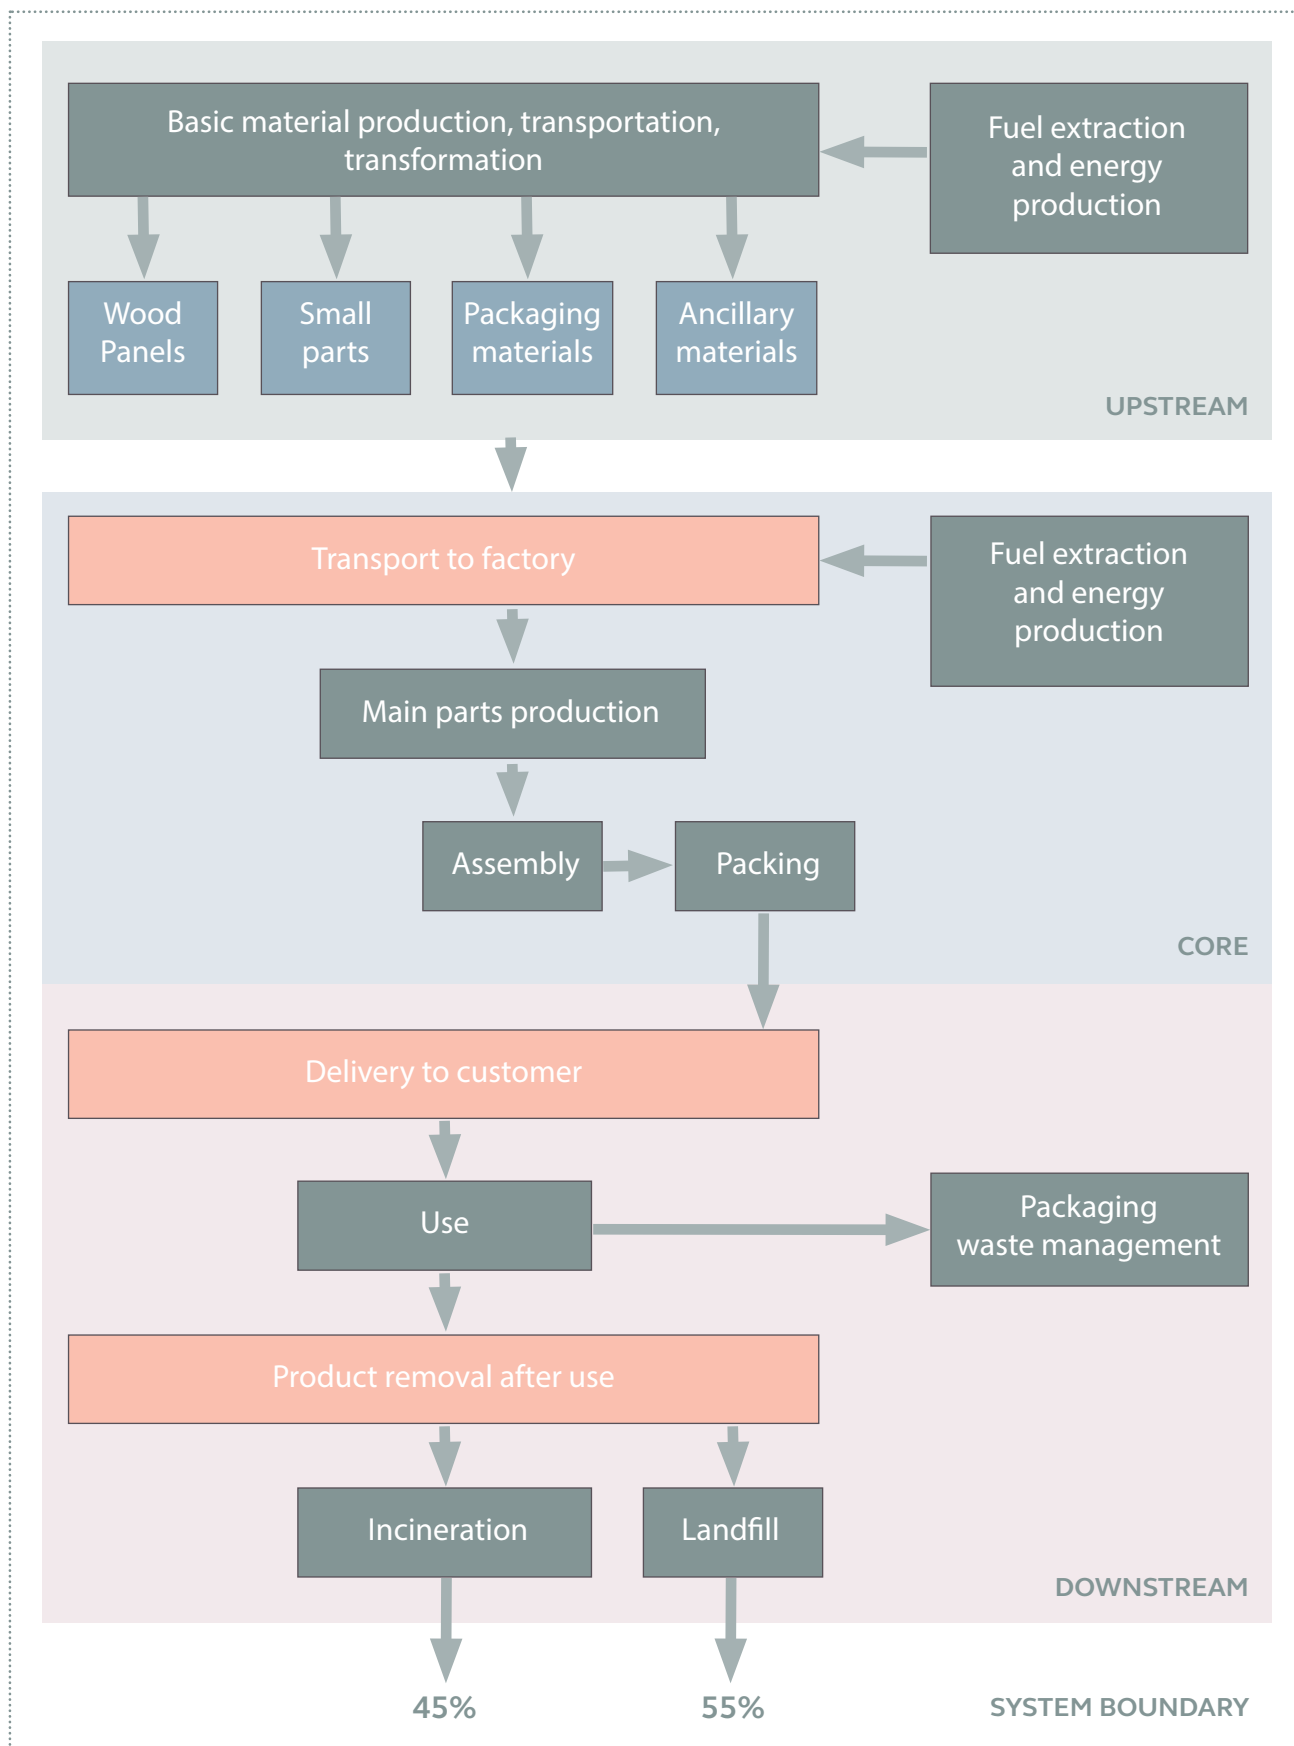 Basic material production, transportation,
transformation
Fuel extraction
and energy
production
Wood
Panels
Small
parts
Packaging
materials
Ancillary
materials
UPSTREAM
Transport to factory
Fuel extraction
and energy
production
Main parts production
Assembly
Packing
CORE
Delivery to customer
Use
Packaging
waste management
Product removal after use
Incineration
Landfill
DOWNSTREAM
45%
55%
SYSTEM BOUNDARY